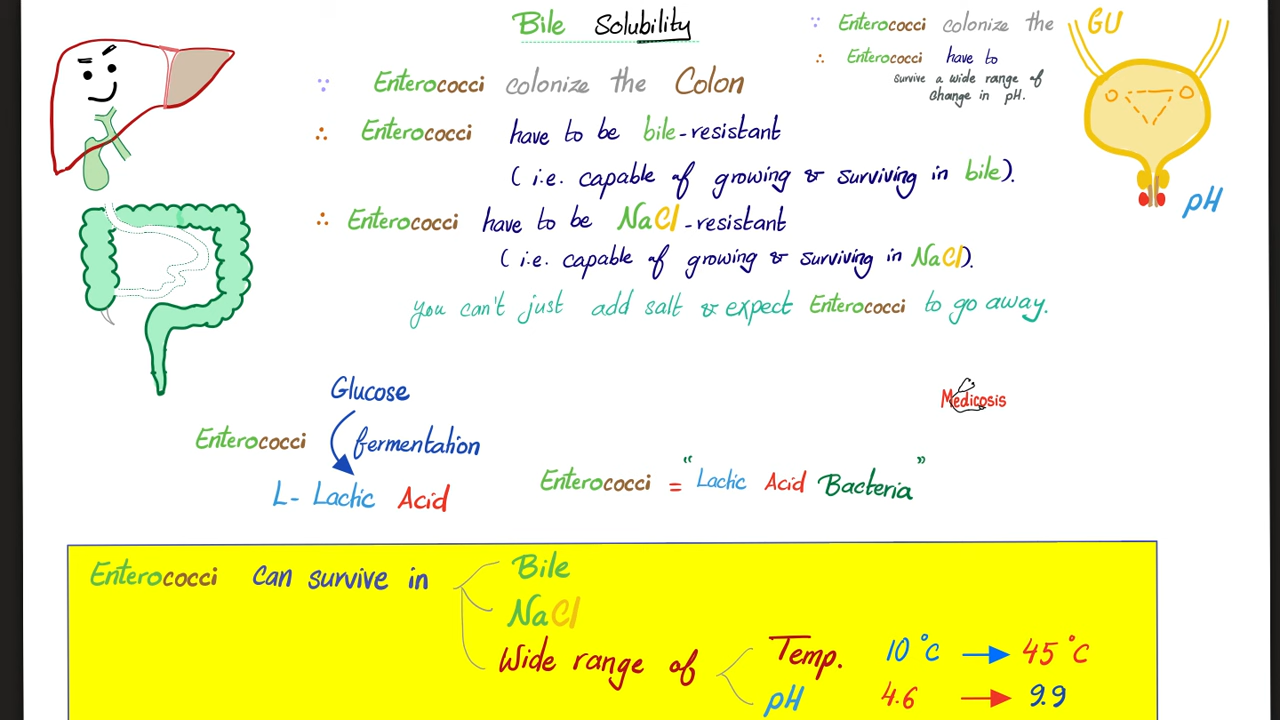 Bile Solubility
∵ Enterococci colonize the Colon
∴ Enterococci have to be bile-resistant
(i.e. capable of growing & surviving in bile).
∴ Enterococci have to be NaCl-resistant
(i.e. capable of growing & surviving in NaCl).
You can't just add salt & expect Enterococci to go away.
∵ Enterococci colonize the GU
∴ Enterococci have to
survive a wide range of
change in pH.
pH
Glucose
Enterococci fermentation
L- Lactic Acid
Medicosis
Enterococci = "Lactic Acid Bacteria"
Enterococci can survive in
Bile
NaCl
Wide range of
Temp. 10°C → 45°C
pH 4.6 → 9.9